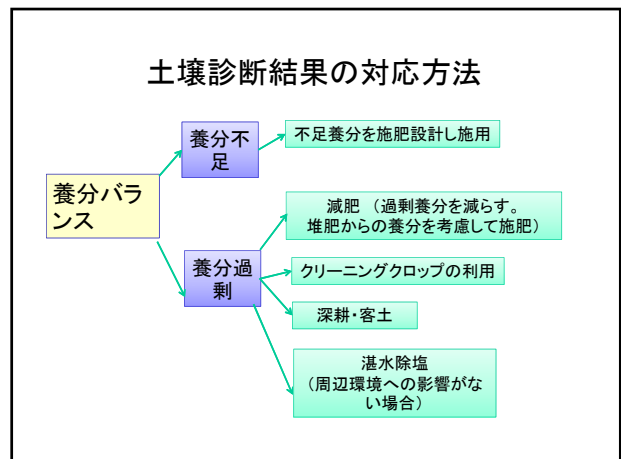 土壌診断結果の対応方法
養分バラ
ンス
養分不
足
不足養分を施肥設計し施用
養分過
剰
減肥 （過剰養分を減らす。
堆肥からの養分を考慮して施肥）
クリーニングクロップの利用
深耕・客土
湛水除塩
（周辺環境への影響がな
い場合）